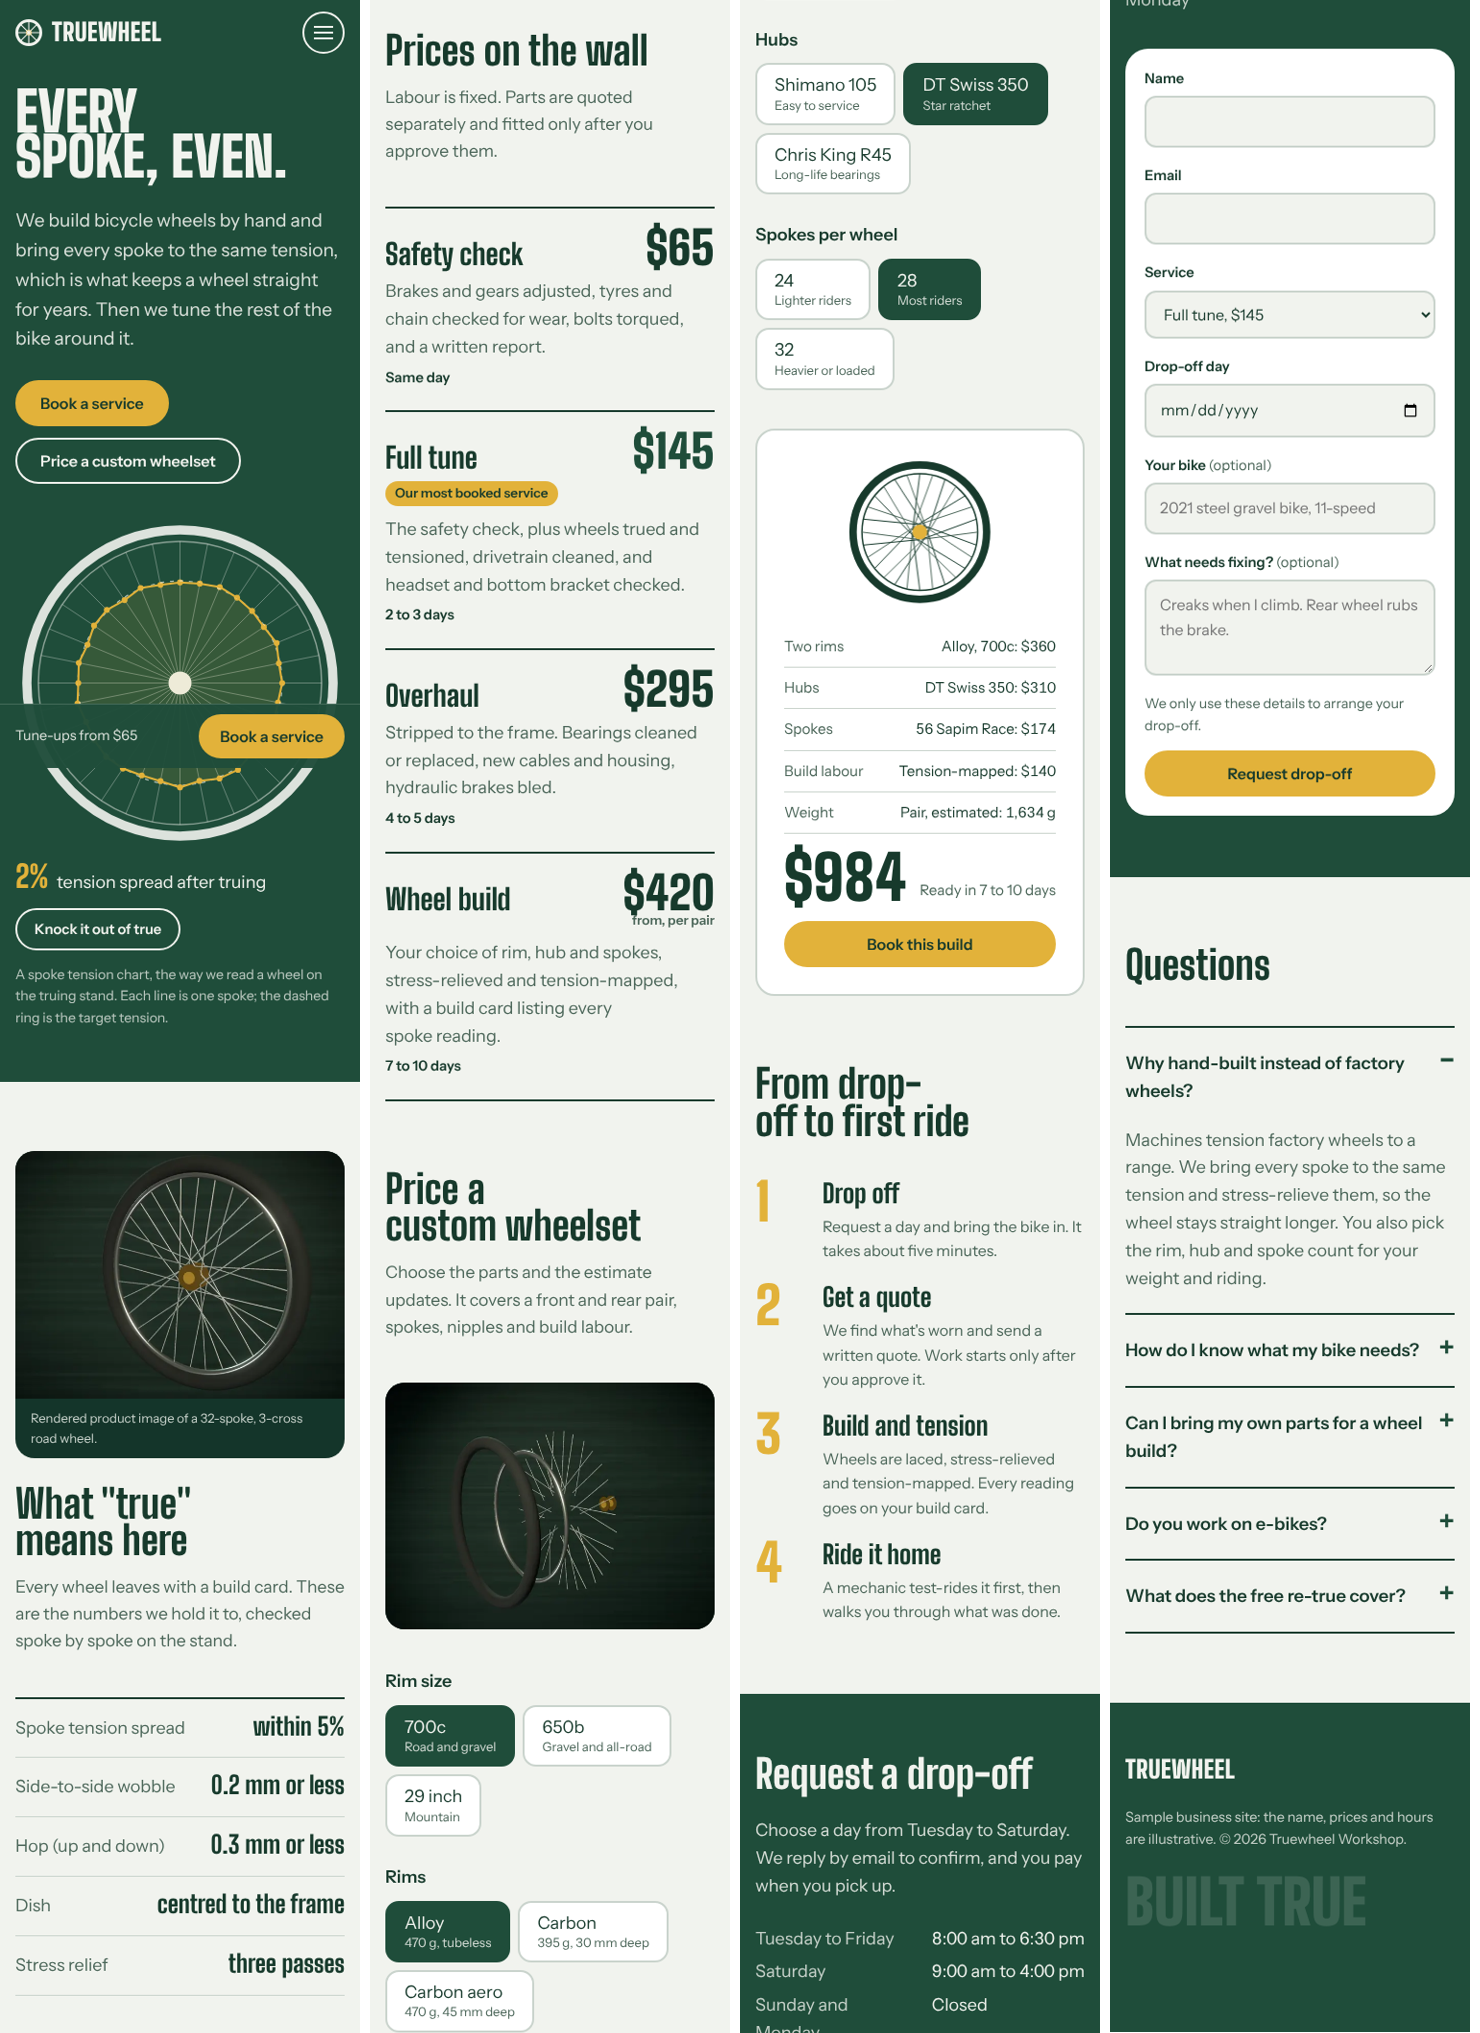 TRUEWHEEL
EVERY
SPOKE, EVEN.
We build bicycle wheels by hand and
bring every spoke to the same tension,
which is what keeps a wheel straight
for years. Then we tune the rest of the
bike around it.
Book a service
Price a custom wheelset
Tune-ups from $65
Book a service
2% tension spread after truing
Knock it out of true
A spoke tension chart, the way we read a wheel on
the truing stand. Each line is one spoke; the dashed
ring is the target tension.
Rendered product image of a 32-spoke, 3-cross
road wheel.
What "true"
means here
Every wheel leaves with a build card. These
are the numbers we hold it to, checked
spoke by spoke on the stand.
Spoke tension spread within 5%
Side-to-side wobble 0.2 mm or less
Hop (up and down) 0.3 mm or less
Dish centred to the frame
Stress relief three passes
Prices on the wall
Labour is fixed. Parts are quoted
separately and fitted only after you
approve them.
Safety check $65
Brakes and gears adjusted, tyres and
chain checked for wear, bolts torqued,
and a written report.
Same day
Full tune $145
Our most booked service
The safety check, plus wheels trued and
tensioned, drivetrain cleaned, and
headset and bottom bracket checked.
2 to 3 days
Overhaul $295
Stripped to the frame. Bearings cleaned
or replaced, new cables and housing,
hydraulic brakes bled.
4 to 5 days
Wheel build $420
from, per pair
Your choice of rim, hub and spokes,
stress-relieved and tension-mapped,
with a build card listing every
spoke reading.
7 to 10 days
Price a
custom wheelset
Choose the parts and the estimate
updates. It covers a front and rear pair,
spokes, nipples and build labour.
Rim size
700c
Road and gravel
650b
Gravel and all-road
29 inch
Mountain
Rims
Alloy
470 g, tubeless
Carbon
395 g, 30 mm deep
Carbon aero
470 g, 45 mm deep
Hubs
Shimano 105
Easy to service
DT Swiss 350
Star ratchet
Chris King R45
Long-life bearings
Spokes per wheel
24
Lighter riders
28
Most riders
32
Heavier or loaded
Two rims Alloy, 700c: $360
Hubs DT Swiss 350: $310
Spokes 56 Sapim Race: $174
Build labour Tension-mapped: $140
Weight Pair, estimated: 1,634 g
$984 Ready in 7 to 10 days
Book this build
From drop-
off to first ride
1 Drop off
Request a day and bring the bike in. It
takes about five minutes.
2 Get a quote
We find what's worn and send a
written quote. Work starts only after
you approve it.
3 Build and tension
Wheels are laced, stress-relieved
and tension-mapped. Every reading
goes on your build card.
4 Ride it home
A mechanic test-rides it first, then
walks you through what was done.
Request a drop-off
Choose a day from Tuesday to Saturday.
We reply by email to confirm, and you pay
when you pick up.
Tuesday to Friday 8:00 am to 6:30 pm
Saturday 9:00 am to 4:00 pm
Sunday and Closed
Monday
Monday
Name
Email
Service
Full tune, $145
Drop-off day
mm/dd/yyyy
Your bike (optional)
2021 steel gravel bike, 11-speed
What needs fixing? (optional)
Creaks when I climb. Rear wheel rubs
the brake.
We only use these details to arrange your
drop-off.
Request drop-off
Questions
Why hand-built instead of factory
wheels?
Machines tension factory wheels to a
range. We bring every spoke to the same
tension and stress-relieve them, so the
wheel stays straight longer. You also pick
the rim, hub and spoke count for your
weight and riding.
How do I know what my bike needs?
Can I bring my own parts for a wheel
build?
Do you work on e-bikes?
What does the free re-true cover?
TRUEWHEEL
Sample business site: the name, prices and hours
are illustrative. © 2026 Truewheel Workshop.
BUILT TRUE